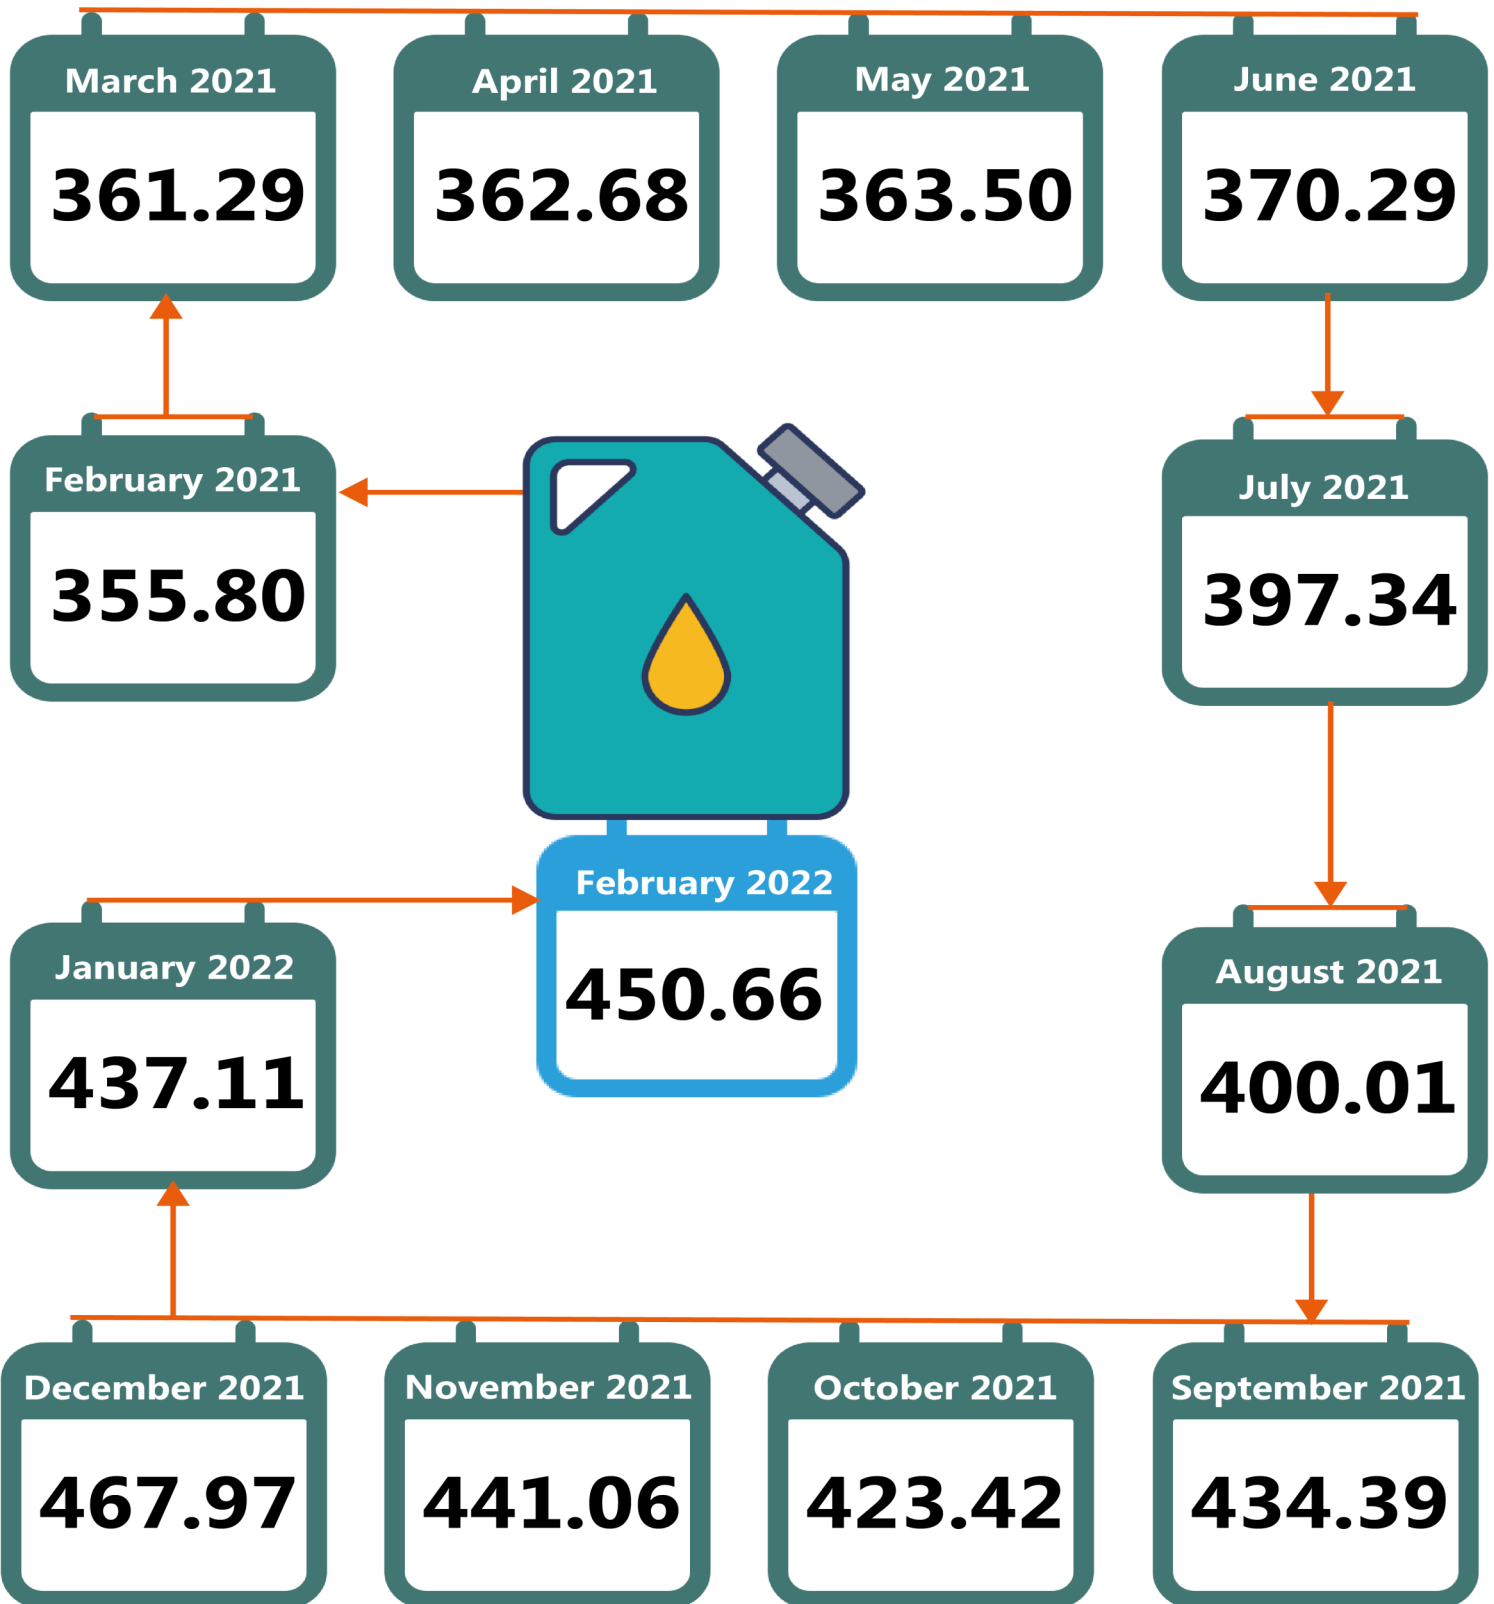 March 2021
361.29
April 2021
362.68
May 2021
363.50
June 2021
370.29
February 2021
355.80
July 2021
397.34
January 2022
437.11
February 2022
450.66
August 2021
400.01
December 2021
467.97
November 2021
441.06
October 2021
423.42
September 2021
434.39